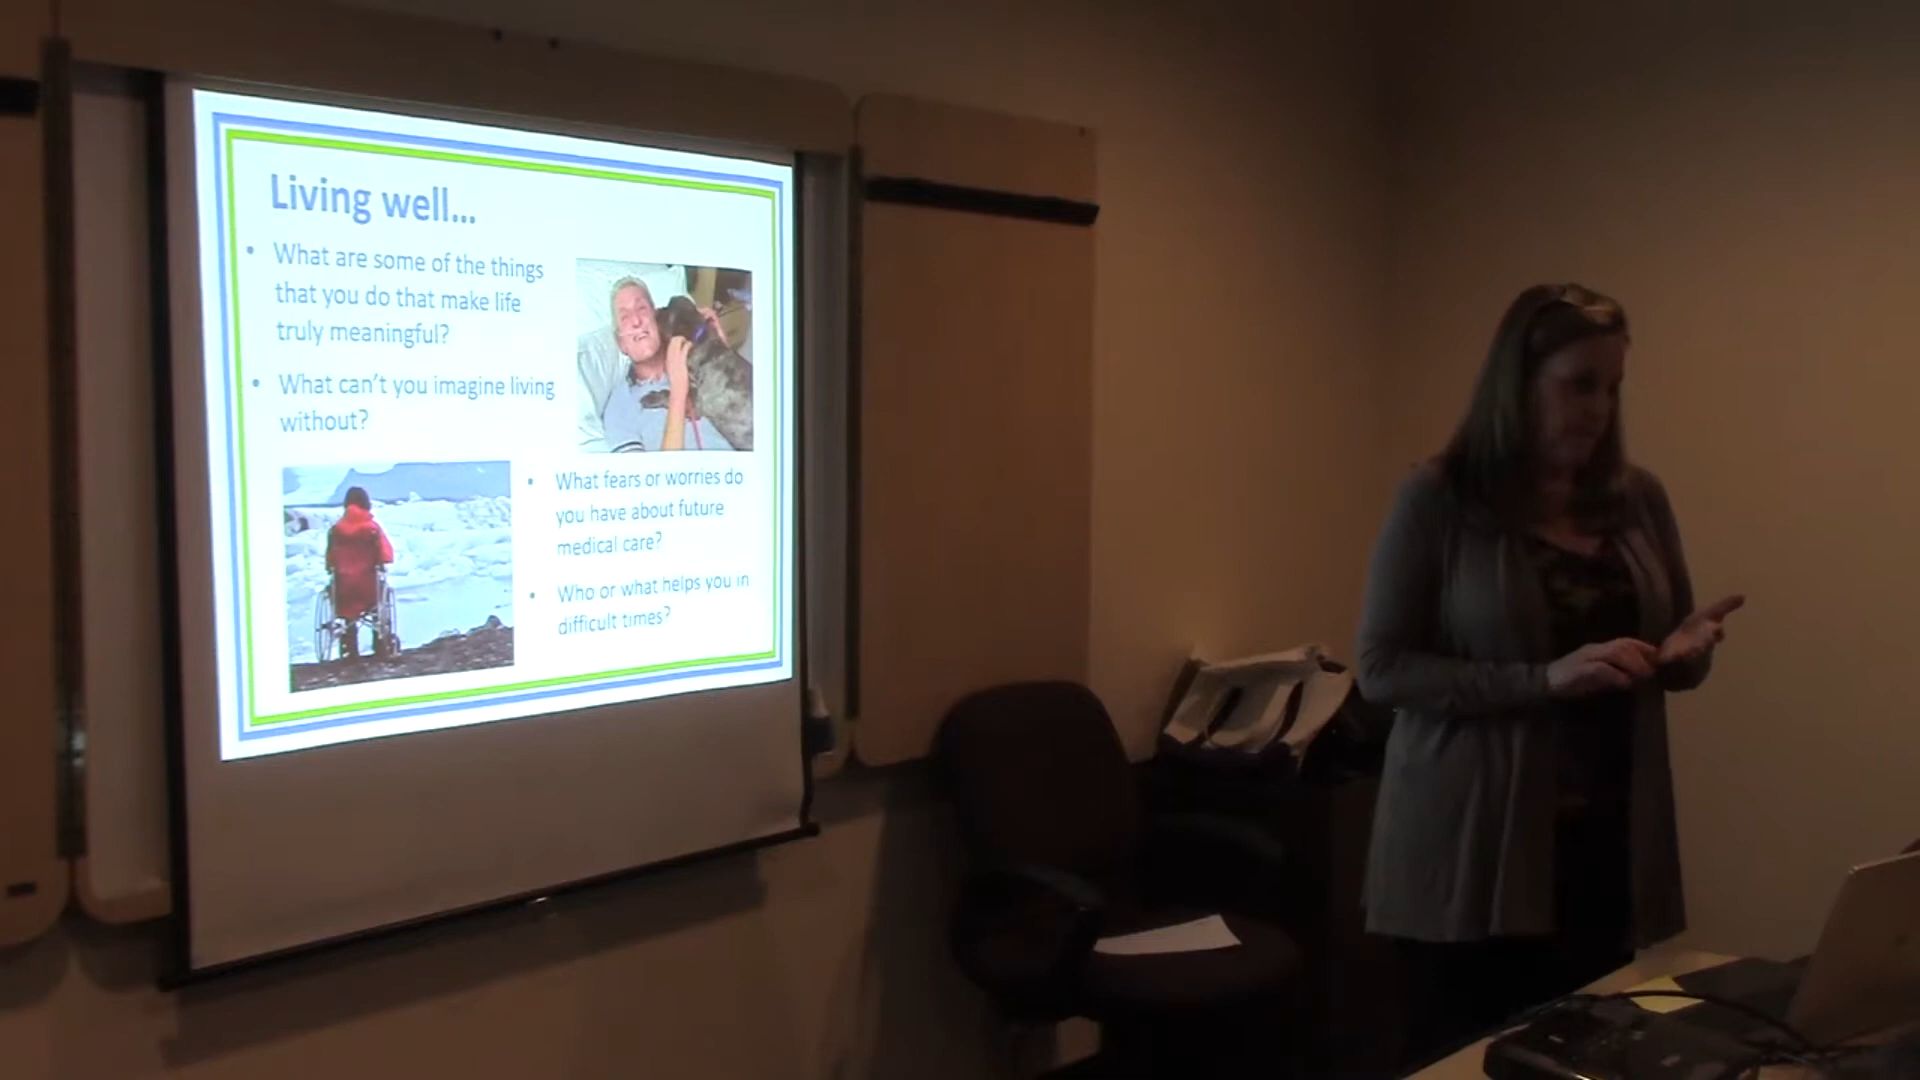 Living well...
• What are some of the things
that you do that make life
truly meaningful?
• What can't you imagine living
without?
• What fears or worries do
you have about future
medical care?
• Who or what helps you in
difficult times?